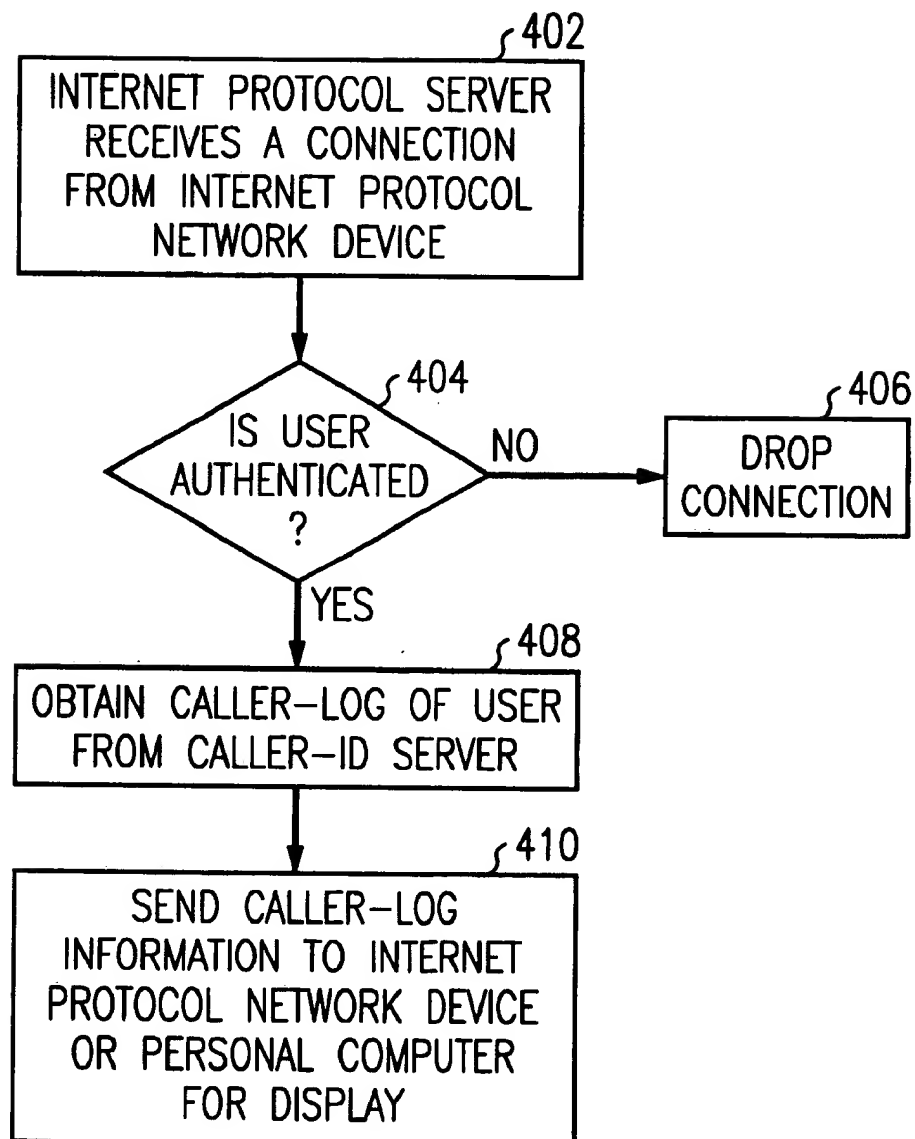 402
INTERNET PROTOCOL SERVER
RECEIVES A CONNECTION
FROM INTERNET PROTOCOL
NETWORK DEVICE
404
IS USER
AUTHENTICATED
?
NO
406
DROP
CONNECTION
YES
408
OBTAIN CALLER-LOG OF USER
FROM CALLER-ID SERVER
410
SEND CALLER-LOG
INFORMATION TO INTERNET
PROTOCOL NETWORK DEVICE
OR PERSONAL COMPUTER
FOR DISPLAY